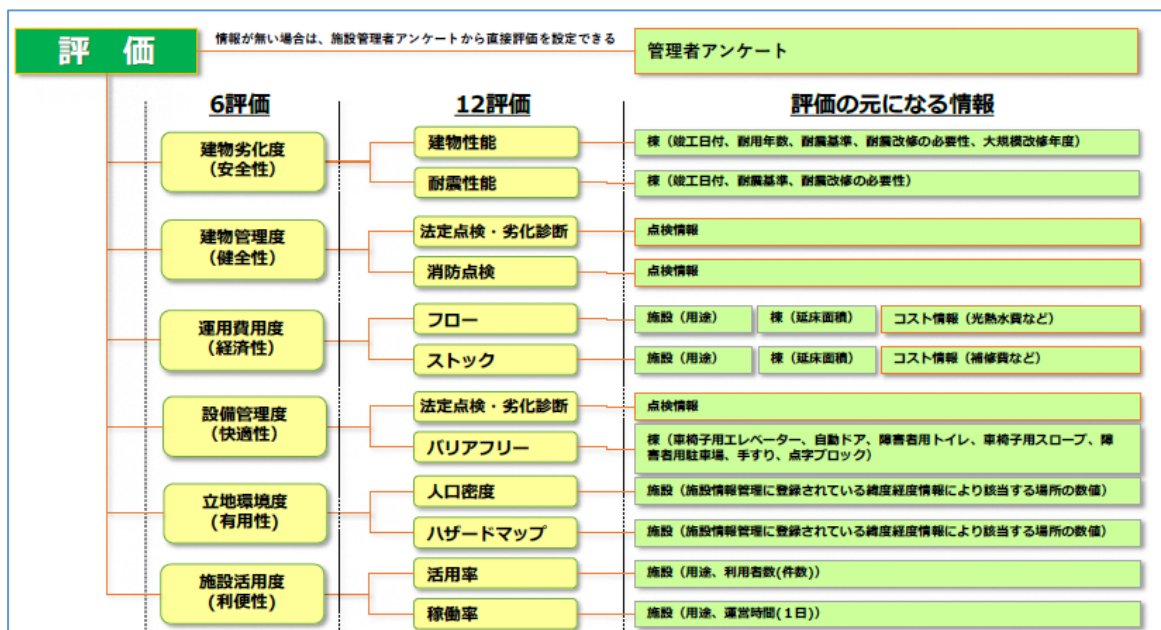 評 価
情報が無い場合は、施設管理者アンケートから直接評価を設定できる
管理者アンケート
6評価
12評価
評価の元になる情報
建物劣化度
(安全性)
建物性能
棟（竣工日付、耐用年数、耐震基準、耐震改修の必要性、大規模改修年度）
耐震性能
棟（竣工日付、耐震基準、耐震改修の必要性）
建物管理度
(健全性)
法定点検・劣化診断
点検情報
消防点検
点検情報
運用費用度
(経済性)
フロー
施設（用途）
棟（延床面積）
コスト情報（光熱水費など）
ストック
施設（用途）
棟（延床面積）
コスト情報（補修費など）
設備管理度
(快適性)
法定点検・劣化診断
点検情報
バリアフリー
棟（車椅子用エレベーター、自動ドア、障害者用トイレ、車椅子用スロープ、障
害者用駐車場、手すり、点字ブロック）
立地環境度
(有用性)
人口密度
施設（施設情報管理に登録されている緯度経度情報により該当する場所の数値）
ハザードマップ
施設（施設情報管理に登録されている緯度経度情報により該当する場所の数値）
施設活用度
(利便性)
活用率
施設（用途、利用者数(件数)）
稼働率
施設（用途、運営時間(１日)）